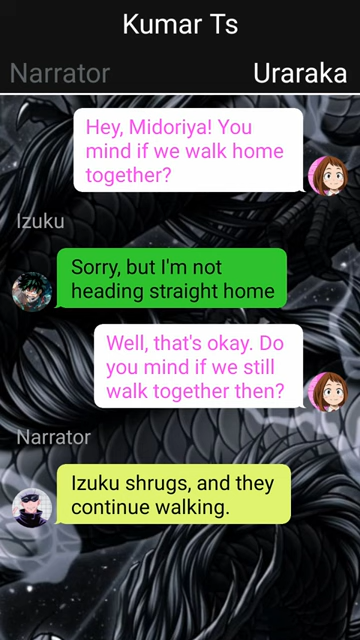 Kumar Ts
Narrator
Uraraka
Hey, Midoriya! You
mind if we walk home
together?
Izuku
Sorry, but I'm not
heading straight home
Well, that's okay. Do
you mind if we still
walk together then?
Narrator
Izuku shrugs, and they
continue walking.